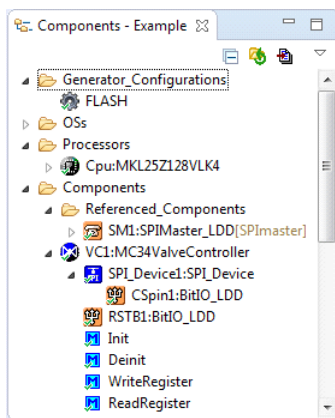 Components - Example
Generator_Configurations
FLASH
OSs
Processors
Cpu:MKL25Z128VLK4
Components
Referenced_Components
SM1:SPIMaster_LDD[SPImaster]
VC1:MC34ValveController
SPI_Device1:SPI_Device
CSpin1:BitIO_LDD
RSTB1:BitIO_LDD
M Init
M Deinit
M WriteRegister
M ReadRegister